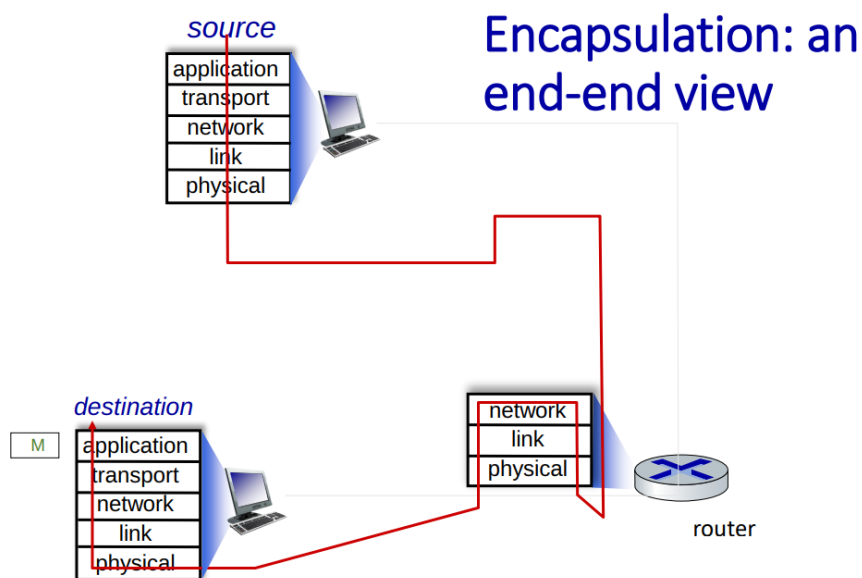 source
Encapsulation: an
end-end view
application
transport
network
link
physical
destination
M
application
transport
network
link
physical
network
link
physical
router